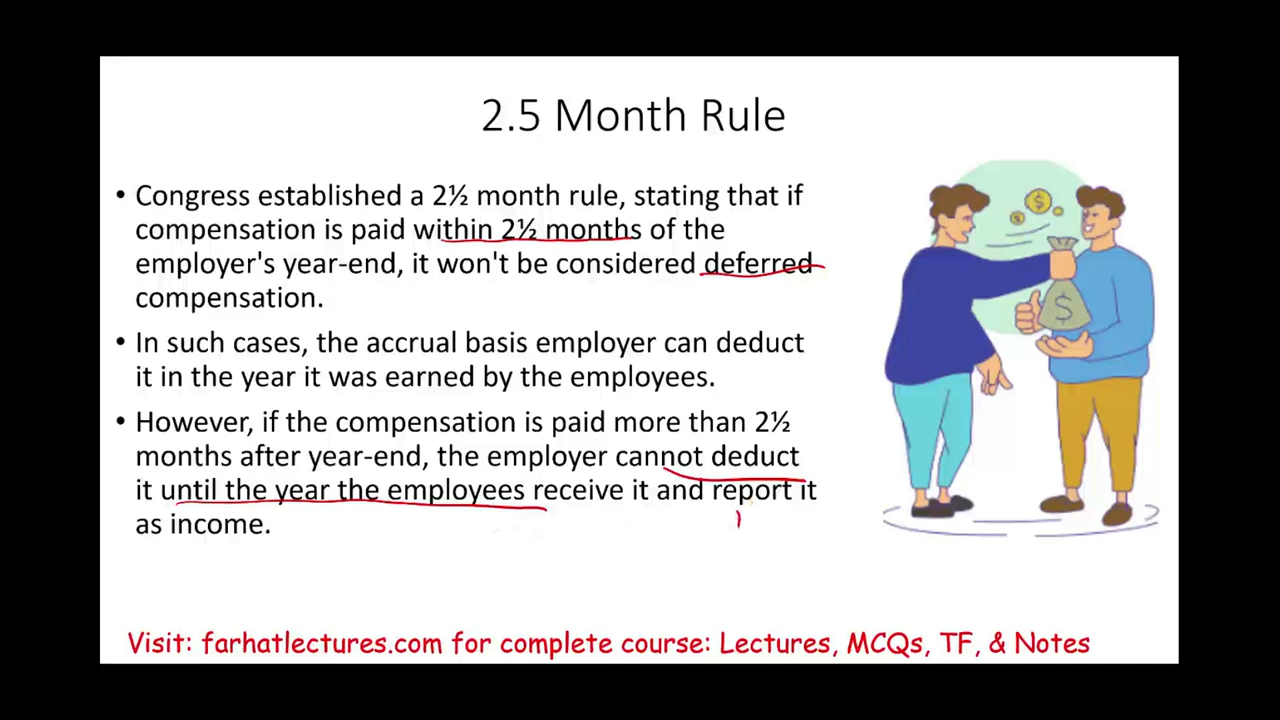 2.5 Month Rule
• Congress established a 2½ month rule, stating that if
compensation is paid within 2½ months of the
employer's year-end, it won't be considered deferred
compensation.
• In such cases, the accrual basis employer can deduct
it in the year it was earned by the employees.
• However, if the compensation is paid more than 2½
months after year-end, the employer cannot deduct
it until the year the employees receive it and report it
as income.
Visit: farhatlectures.com for complete course: Lectures, MCQs, TF, & Notes